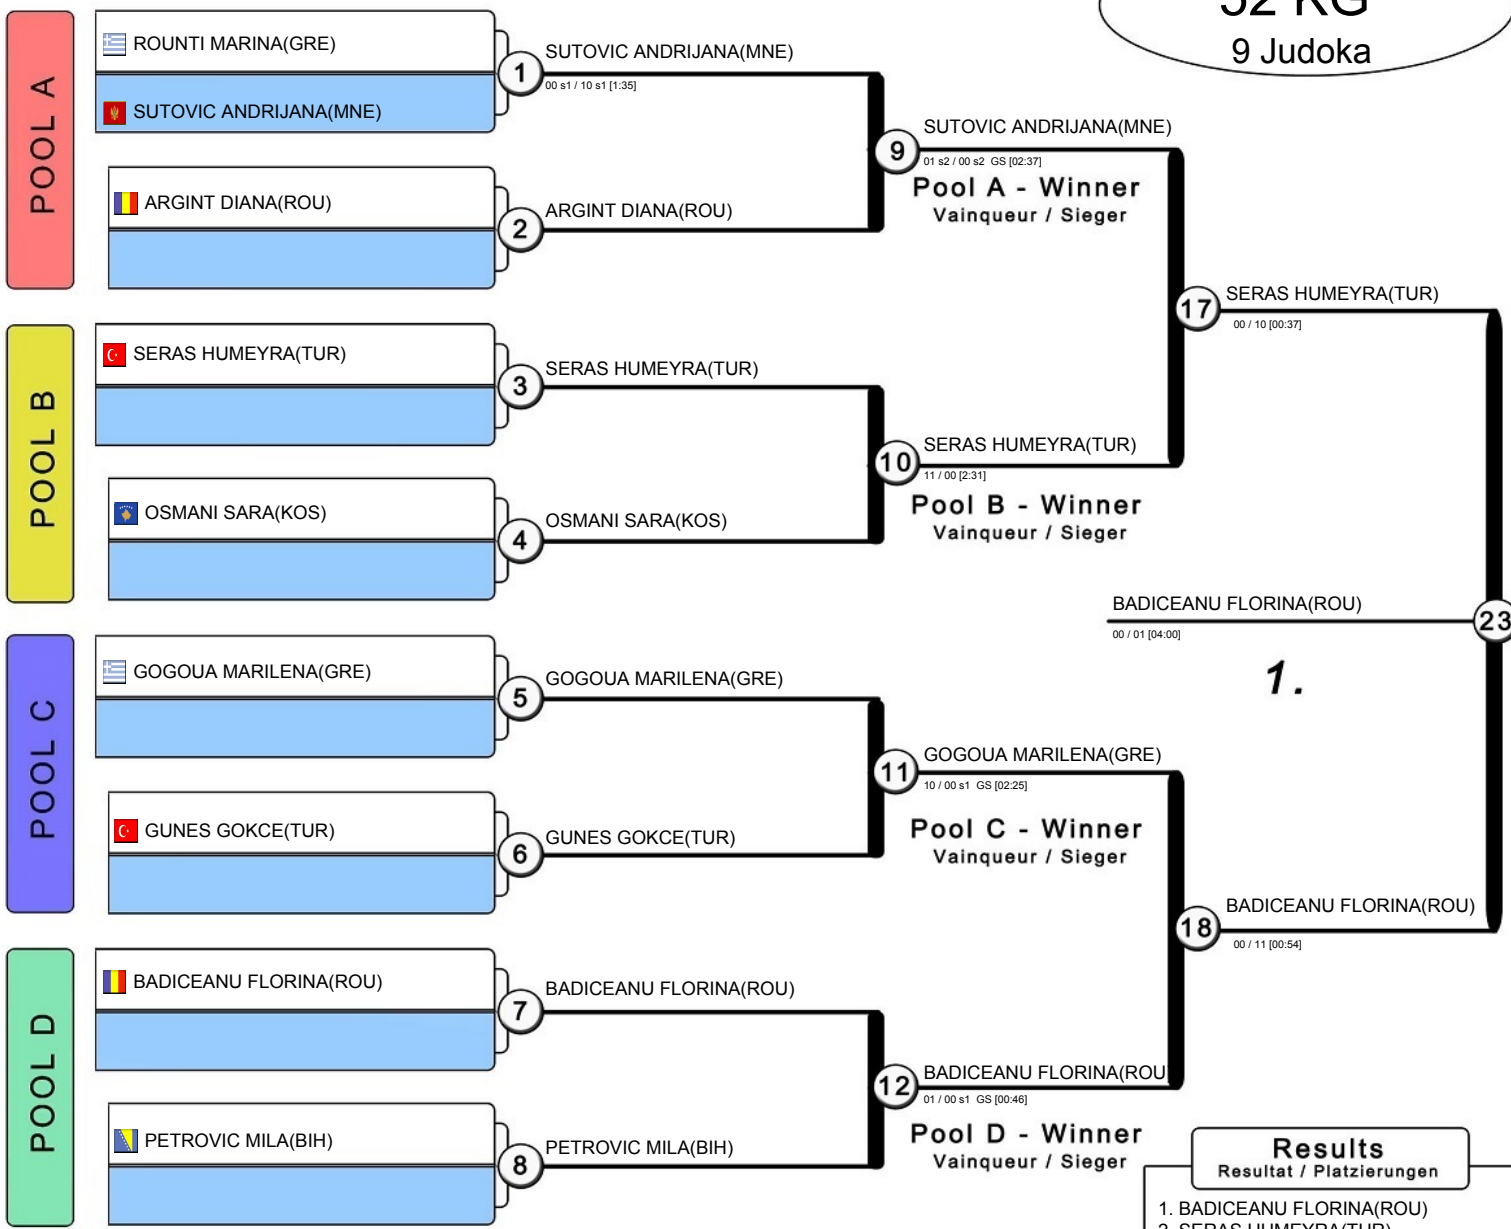 52 KG
9 Judoka
POOL A
ROUNTI MARINA(GRE)
SUTOVIC ANDRIJANA(MNE)
1
SUTOVIC ANDRIJANA(MNE)
00 s1 / 10 s1 [1:35]
ARGINT DIANA(ROU)
2
ARGINT DIANA(ROU)
9
SUTOVIC ANDRIJANA(MNE)
01 s2 / 00 s2 GS [02:37]
Pool A - Winner
Vainqueur / Sieger
POOL B
SERAS HUMEYRA(TUR)
3
SERAS HUMEYRA(TUR)
OSMANI SARA(KOS)
4
OSMANI SARA(KOS)
10
SERAS HUMEYRA(TUR)
11 / 00 [2:31]
Pool B - Winner
Vainqueur / Sieger
17
SERAS HUMEYRA(TUR)
00 / 10 [00:37]
BADICEANU FLORINA(ROU)
00 / 01 [04:00]
23
1.
POOL C
GOGOUA MARILENA(GRE)
5
GOGOUA MARILENA(GRE)
GUNES GOKCE(TUR)
6
GUNES GOKCE(TUR)
11
GOGOUA MARILENA(GRE)
10 / 00 s1 GS [02:25]
Pool C - Winner
Vainqueur / Sieger
POOL D
BADICEANU FLORINA(ROU)
7
BADICEANU FLORINA(ROU)
PETROVIC MILA(BIH)
8
PETROVIC MILA(BIH)
12
BADICEANU FLORINA(ROU
01 / 00 s1 GS [00:46]
Pool D - Winner
Vainqueur / Sieger
18
BADICEANU FLORINA(ROU)
00 / 11 [00:54]
Results
Resultat / Platzierungen
1. BADICEANU FLORINA(ROU)
2. SERAS HUMEYRA(TUR)